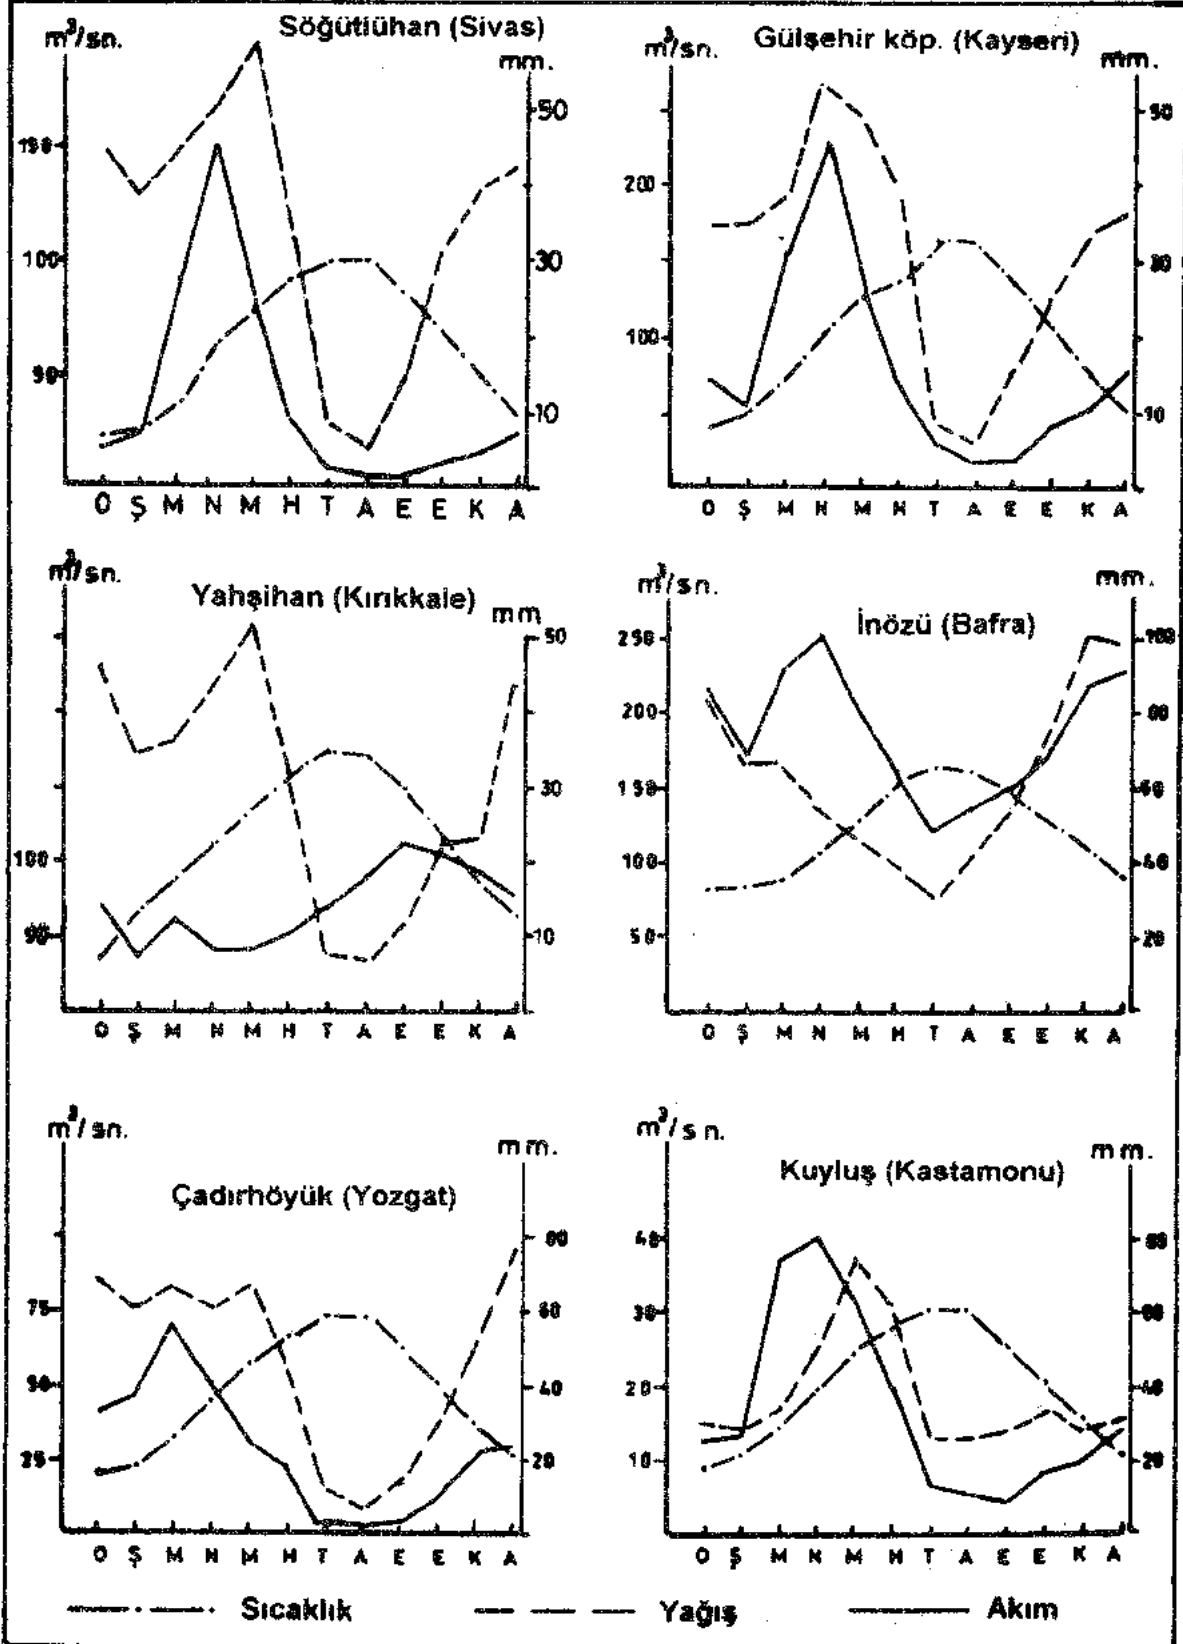 m³/sn.
Söğütlühan (Sivas)
mm.
150
100
50
50
30
10
O Ş M N M H T A E E K A
m³/sn.
Gülşehir köp. (Kayseri)
mm.
200
100
50
30
10
O Ş M N M H T A E E K A
m³/sn.
Yahşihan (Kırıkkale)
mm
100
50
50
30
10
O Ş M N M H T A E E K A
m³/sn.
İnözü (Bafra)
mm.
250
200
150
100
50
100
80
60
40
20
O Ş M N M H T A E E K A
m³/sn.
Çadırhöyük (Yozgat)
mm.
75
50
25
80
60
40
20
O Ş M N M H T A E E K A
m³/sn.
Kuyluş (Kastamonu)
mm.
40
30
20
10
80
60
40
20
O Ş M N M H T A E E K A
Sıcaklık Yağış Akım